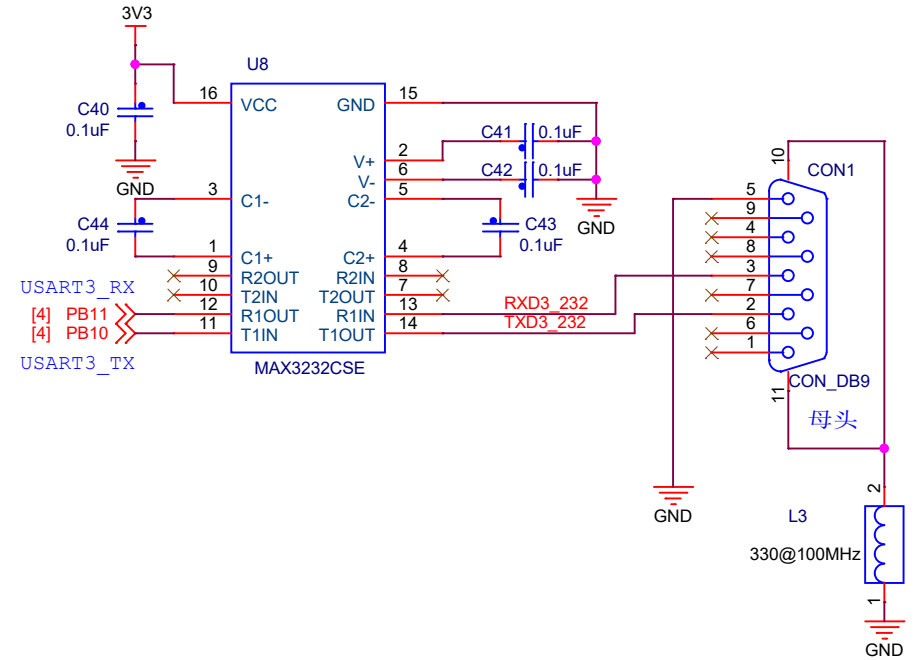 3V3
U8
16
VCC
GND
15
C40
0.1uF
GND
C41
0.1uF
2
V+
C42
0.1uF
6
V-
3
C1-
C2-
5
GND
C44
0.1uF
C43
0.1uF
1
C1+
C2+
4
9
R2OUT
R2IN
8
USART3_RX
10
T2IN
T2OUT
7
[4] PB11
12
R1OUT
R1IN
13
RXD3_232
[4] PB10
11
T1IN
T1OUT
14
TXD3_232
USART3_TX
MAX3232CSE
10
CON1
5
9
4
8
3
7
2
6
1
CON_DB9
11
母头
GND
2
L3
330@100MHz
1
GND